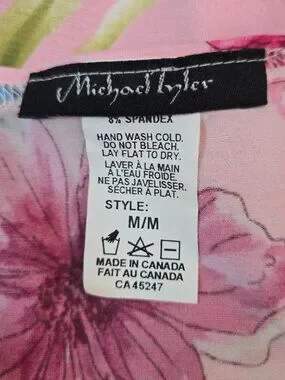 Michael Tyler
8% SPANDEX
HAND WASH COLD.
DO NOT BLEACH.
LAY FLAT TO DRY.
LAVER À LA MAIN
À L'EAU FROIDE.
NE PAS JAVELISSER.
SÉCHER À PLAT.
STYLE:
M/M
MADE IN CANADA
FAIT AU CANADA
CA 45247